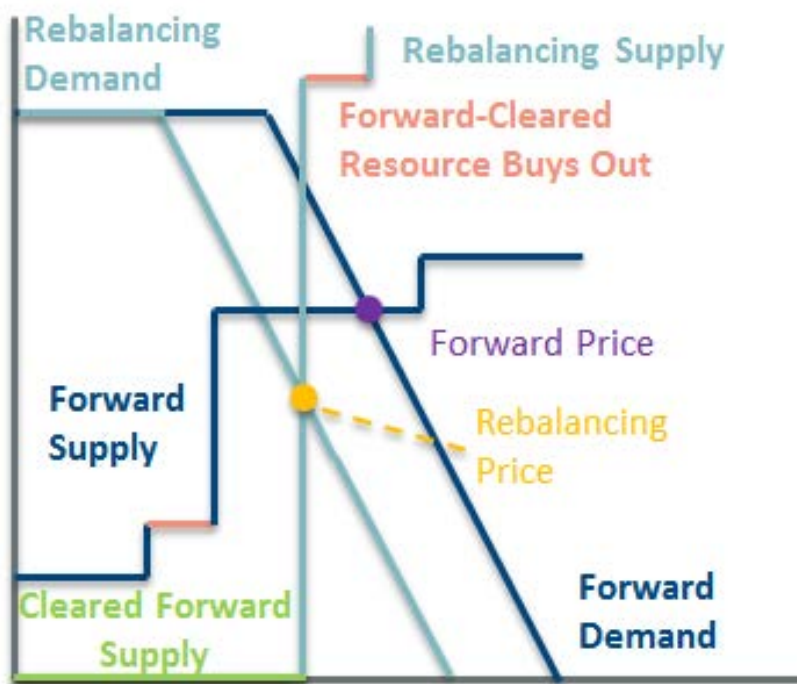 Rebalancing
Demand
Rebalancing Supply
Forward-Cleared
Resource Buys Out
Forward Price
Forward
Supply
Rebalancing
Price
Cleared Forward
Supply
Forward
Demand